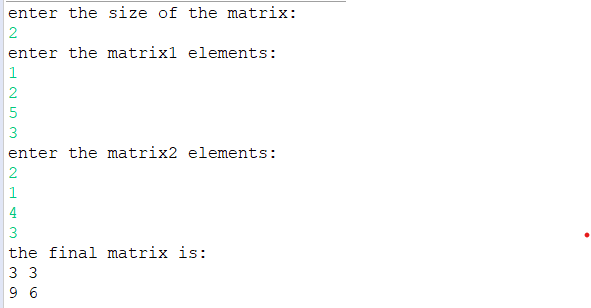 enter the size of the matrix:
2
enter the matrix1 elements:
1
2
5
3
enter the matrix2 elements:
2
1
4
3
the final matrix is:
3 3
9 6